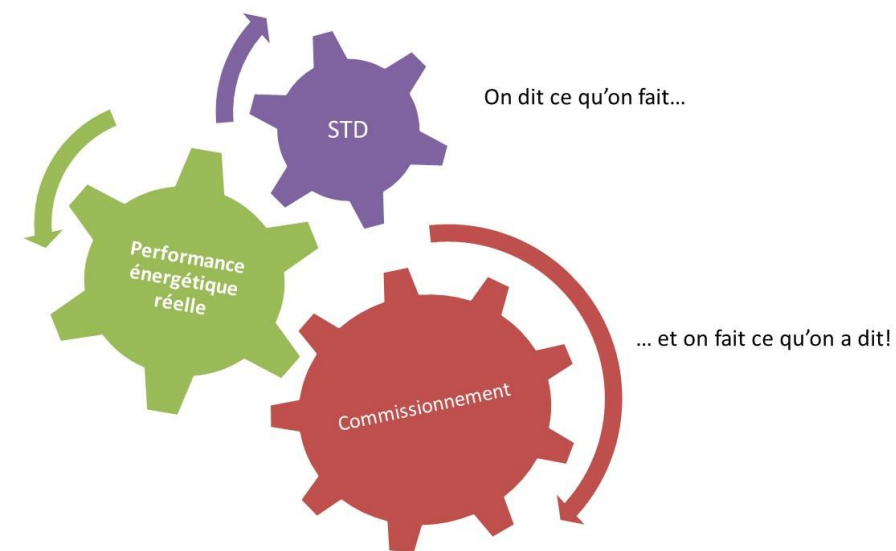 STD
On dit ce qu’on fait…
Performance
énergétique
réelle
… et on fait ce qu’on a dit!
Commissionnement